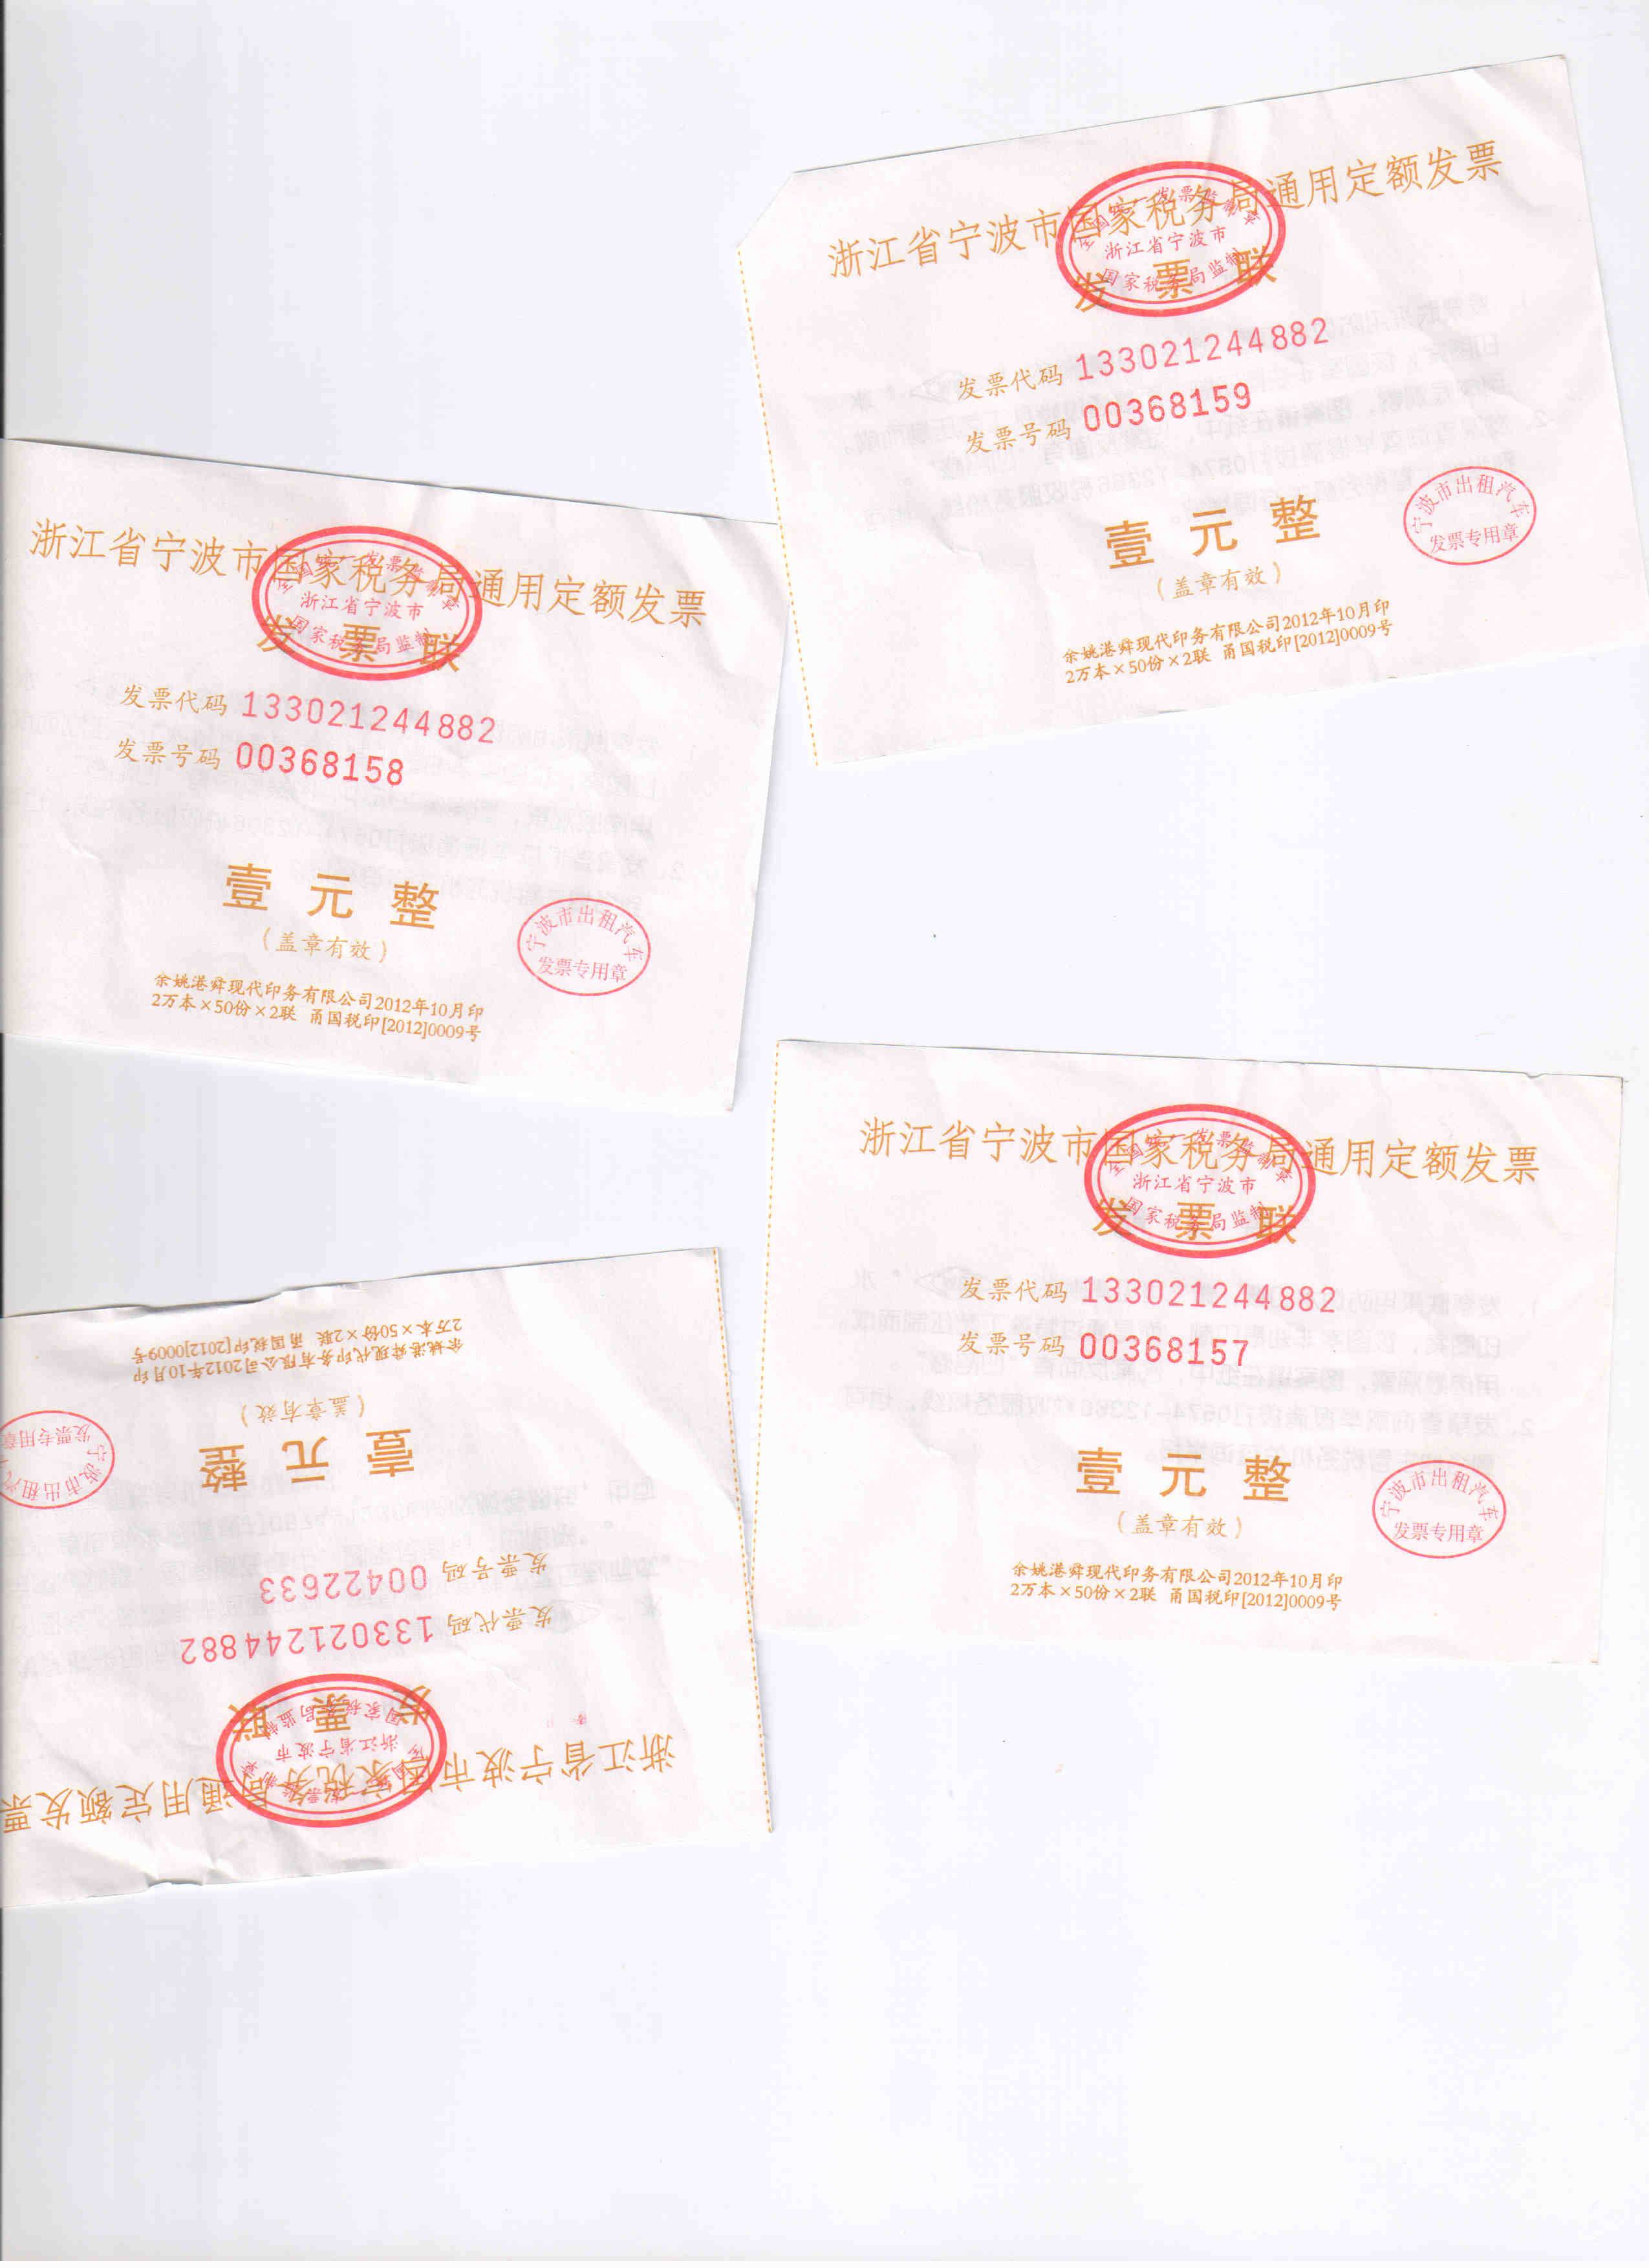 浙江省宁波市国家税务局通用定额发票
全国统一发票监制章
浙江省宁波市
国家税务局监制
发票联
发票代码 133021244882
发票号码 00368159
壹元整
(盖章有效)
宁波市出租汽车
发票专用章
余姚港舜现代印务有限公司2012年10月印
2万本×50份×2联 甬国税印[2012]0009号
浙江省宁波市国家税务局通用定额发票
全国统一发票监制章
浙江省宁波市
国家税务局监制
发票联
发票代码 133021244882
发票号码 00368158
壹元整
(盖章有效)
宁波市出租汽车
发票专用章
余姚港舜现代印务有限公司2012年10月印
2万本×50份×2联 甬国税印[2012]0009号
浙江省宁波市国家税务局通用定额发票
全国统一发票监制章
浙江省宁波市
国家税务局监制
发票联
发票代码 133021244882
发票号码 00368157
壹元整
(盖章有效)
宁波市出租汽车
发票专用章
余姚港舜现代印务有限公司2012年10月印
2万本×50份×2联 甬国税印[2012]0009号
浙江省宁波市国家税务局通用定额发票
全国统一发票监制章
浙江省宁波市
国家税务局监制
发票联
发票代码 133021244882
发票号码 00422633
壹元整
(盖章有效)
宁波市出租汽
发票专用章
余姚港舜现代印务有限公司2012年10月印
2万本×50份×2联 甬国税印[2012]0009号